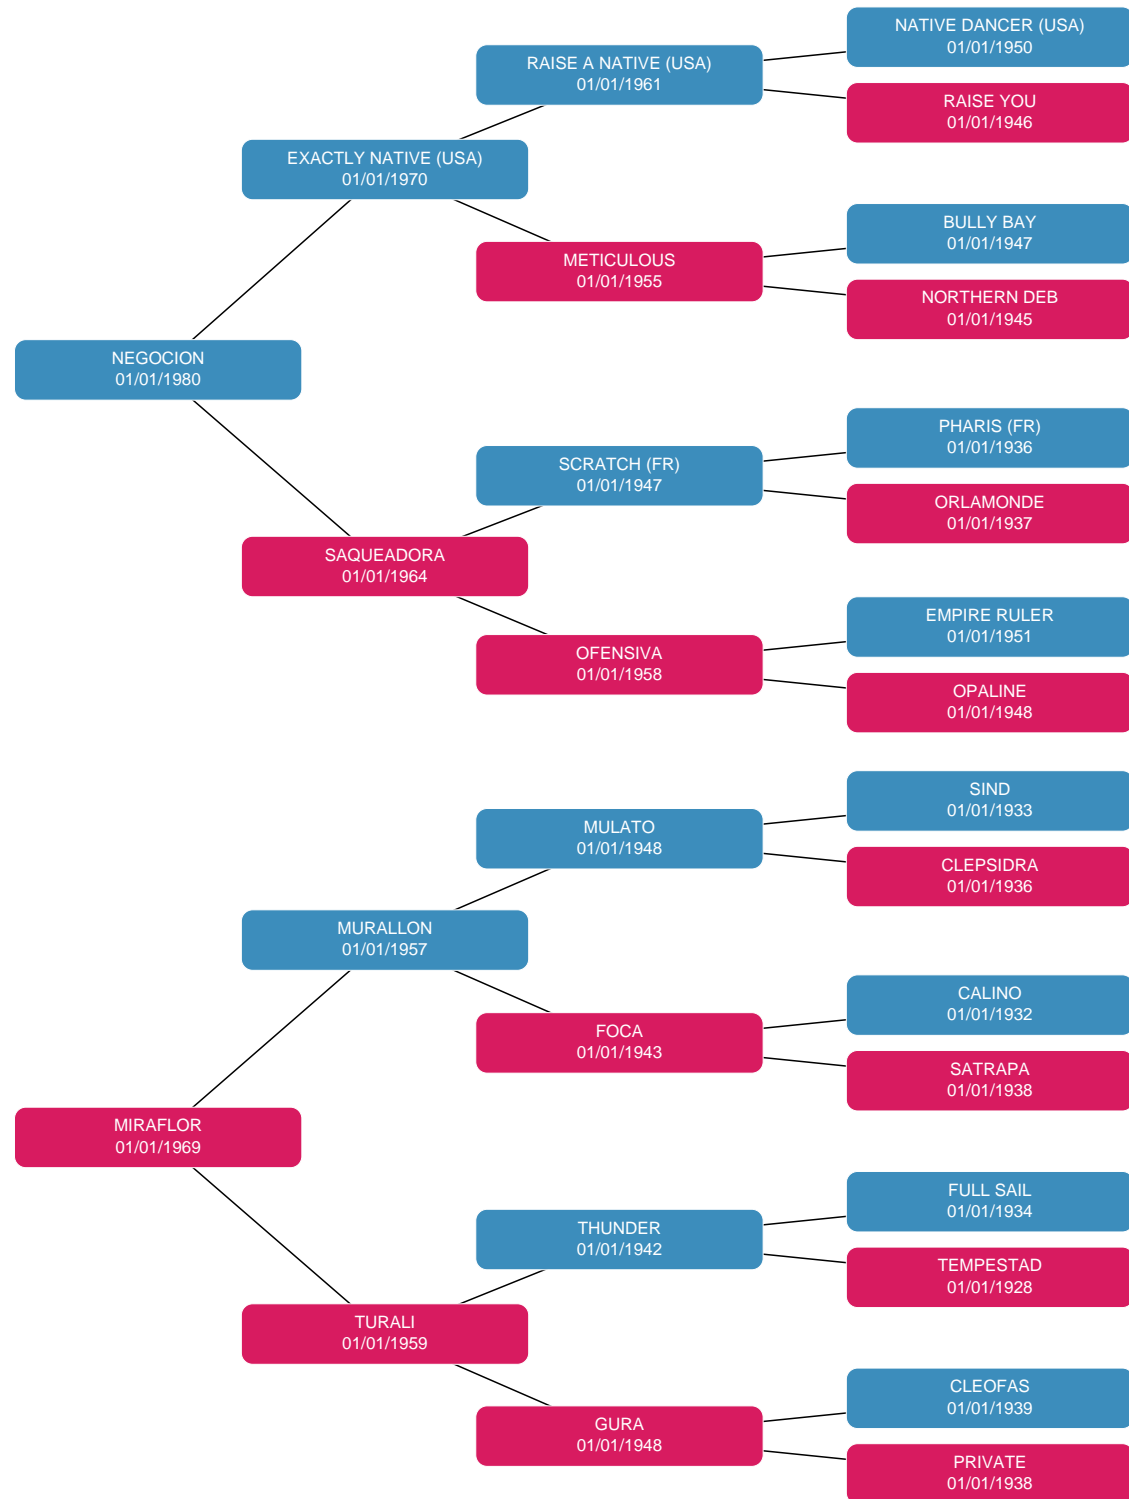 NATIVE DANCER (USA)
01/01/1950
RAISE A NATIVE (USA)
01/01/1961
RAISE YOU
01/01/1946
EXACTLY NATIVE (USA)
01/01/1970
BULLY BAY
01/01/1947
METICULOUS
01/01/1955
NORTHERN DEB
01/01/1945
NEGOCION
01/01/1980
PHARIS (FR)
01/01/1936
SCRATCH (FR)
01/01/1947
ORLAMONDE
01/01/1937
SAQUEADORA
01/01/1964
EMPIRE RULER
01/01/1951
OFENSIVA
01/01/1958
OPALINE
01/01/1948
SIND
01/01/1933
MULATO
01/01/1948
CLEPSIDRA
01/01/1936
MURALLON
01/01/1957
CALINO
01/01/1932
FOCA
01/01/1943
SATRAPA
01/01/1938
MIRAFLOR
01/01/1969
FULL SAIL
01/01/1934
THUNDER
01/01/1942
TEMPESTAD
01/01/1928
TURALI
01/01/1959
CLEOFAS
01/01/1939
GURA
01/01/1948
PRIVATE
01/01/1938